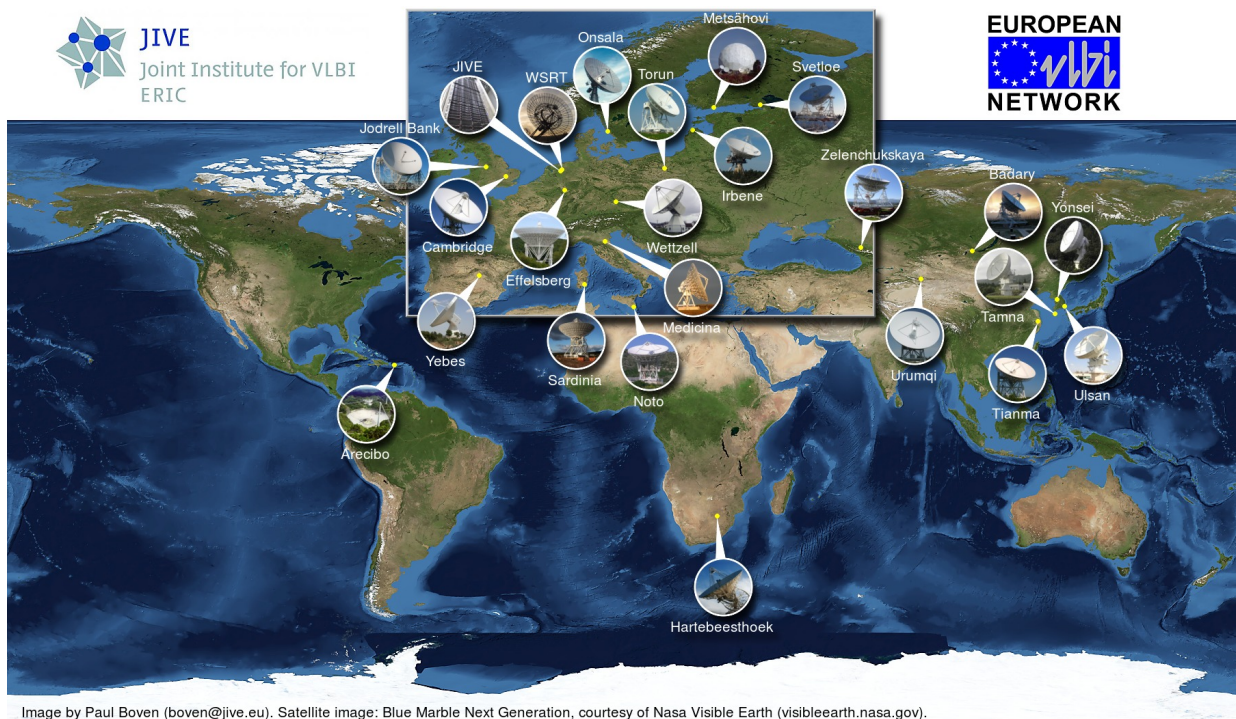 JIVE
Joint Institute for VLBI
ERIC
EUROPEAN
vlbi
NETWORK
Metsähovi
Onsala
JIVE
WSRT
Torun
Svetloe
Jodrell Bank
Zelenchukskaya
Irbene
Badary
Yonsei
Cambridge
Wettzell
Effelsberg
Tamna
Medicina
Yebes
Sardinia
Noto
Urumqi
Ulsan
Tianma
Arecibo
Hartebeesthoek
Image by Paul Boven (boven@jive.eu). Satellite image: Blue Marble Next Generation, courtesy of Nasa Visible Earth (visibleearth.nasa.gov).